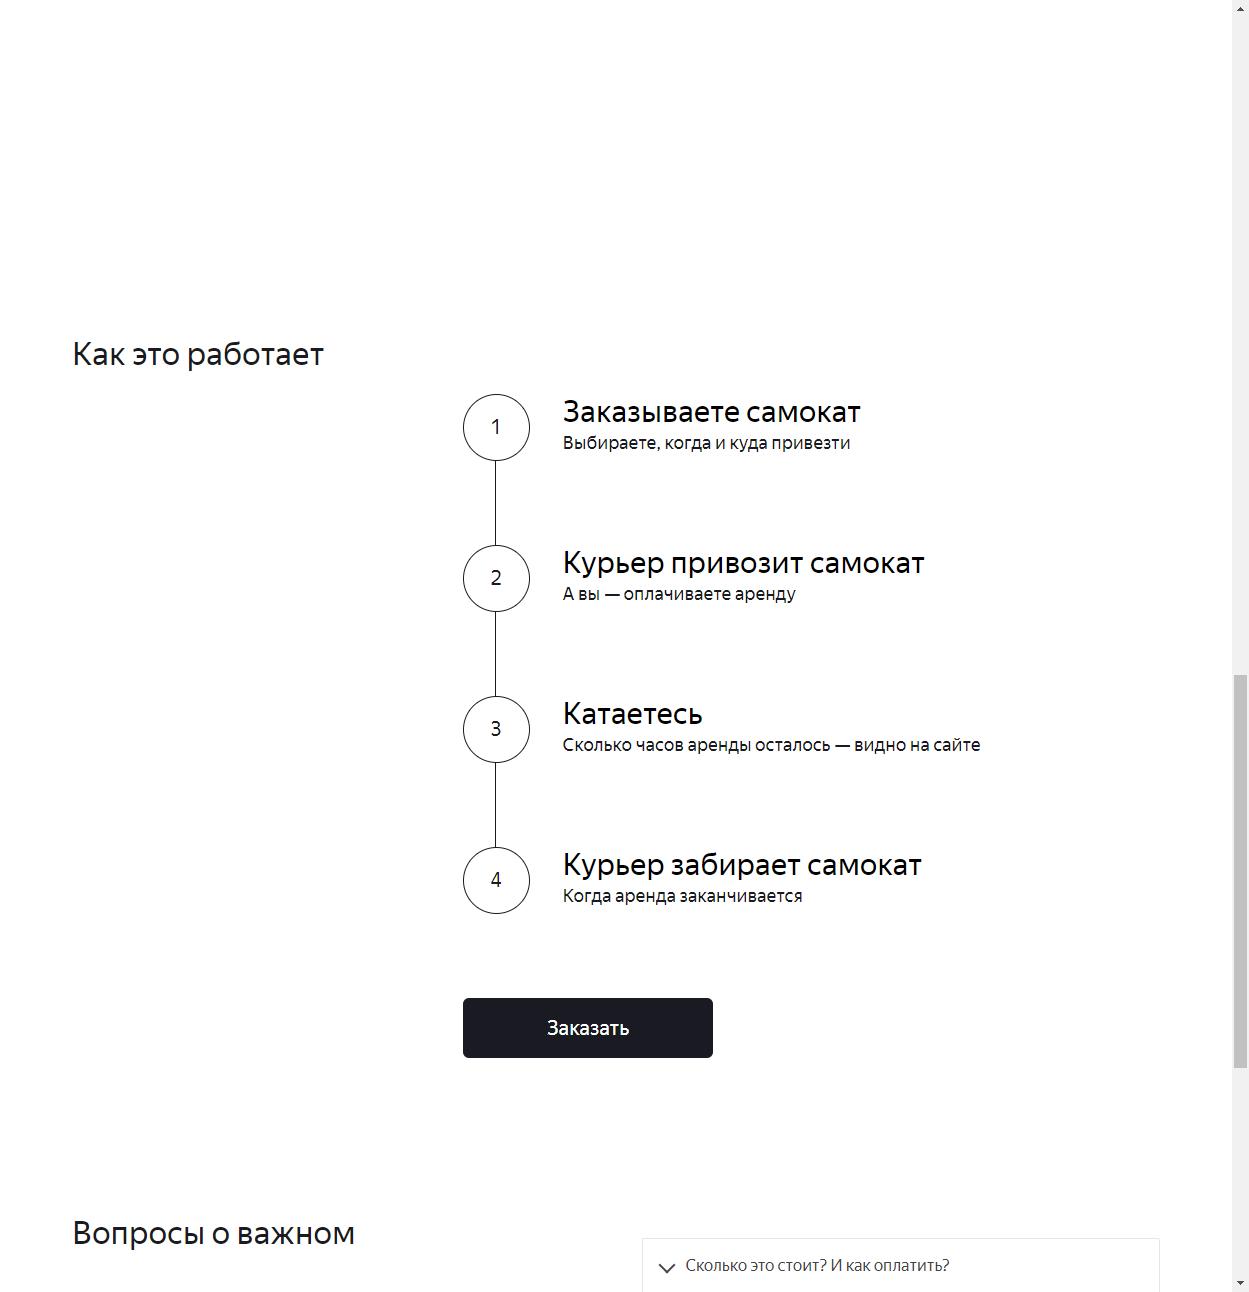 Как это работает
1
Заказываете самокат
Выбираете, когда и куда привезти
2
Курьер привозит самокат
А вы — оплачиваете аренду
3
Катаетесь
Сколько часов аренды осталось — видно на сайте
4
Курьер забирает самокат
Когда аренда заканчивается
Заказать
Вопросы о важном
Сколько это стоит? И как оплатить?